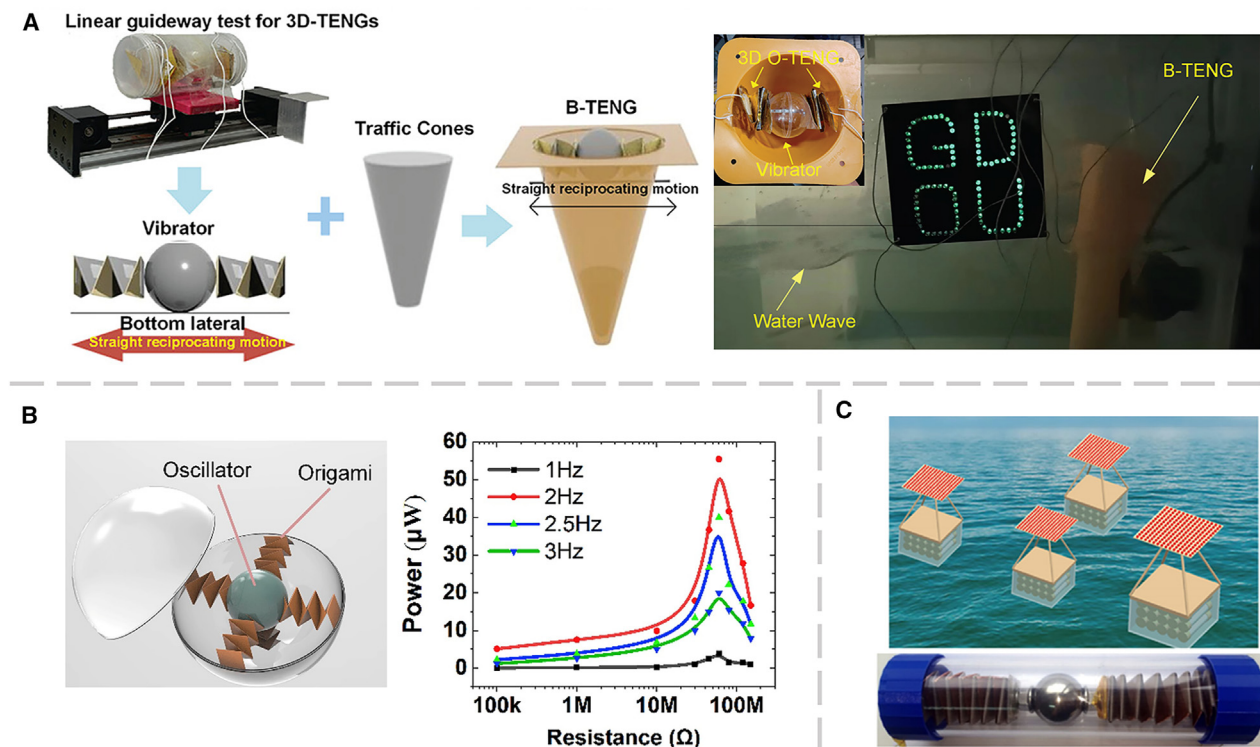 A
Linear guideway test for 3D-TENGs
Vibrator
Bottom lateral
Straight reciprocating motion
Traffic Cones
B-TENG
Straight reciprocating motion
3D O-TENG
Vibrator
GD
OU
Water Wave
B-TENG
B
Oscillator
Origami
Power (μW)
60
50
40
30
20
10
0
1Hz
2Hz
2.5Hz
3Hz
100k
1M
10M
100M
Resistance (Ω)
C